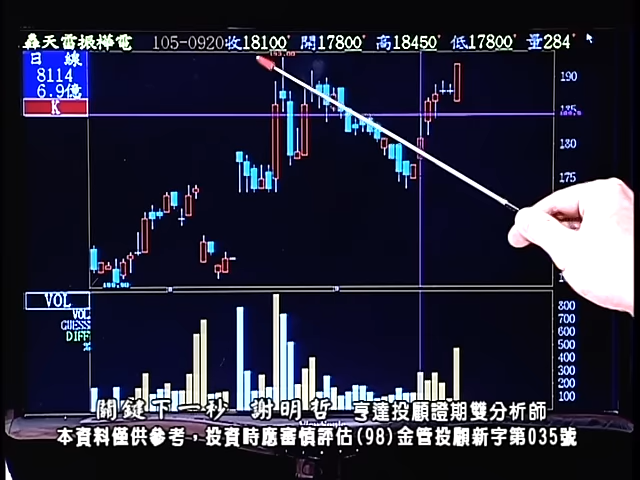 轟天雷振樺電 105-0920收18100 開17800 高18450 低17800 量284
日 線
8114
6.9億
K
190
185
180
175
VOL
VOL
GUESS
DIFF
%
800
700
600
500
400
300
200
100
關鍵下一秒 謝明哲 亨達投顧證期雙分析師
本資料僅供參考，投資時應審慎評估(98)金管投顧新字第035號